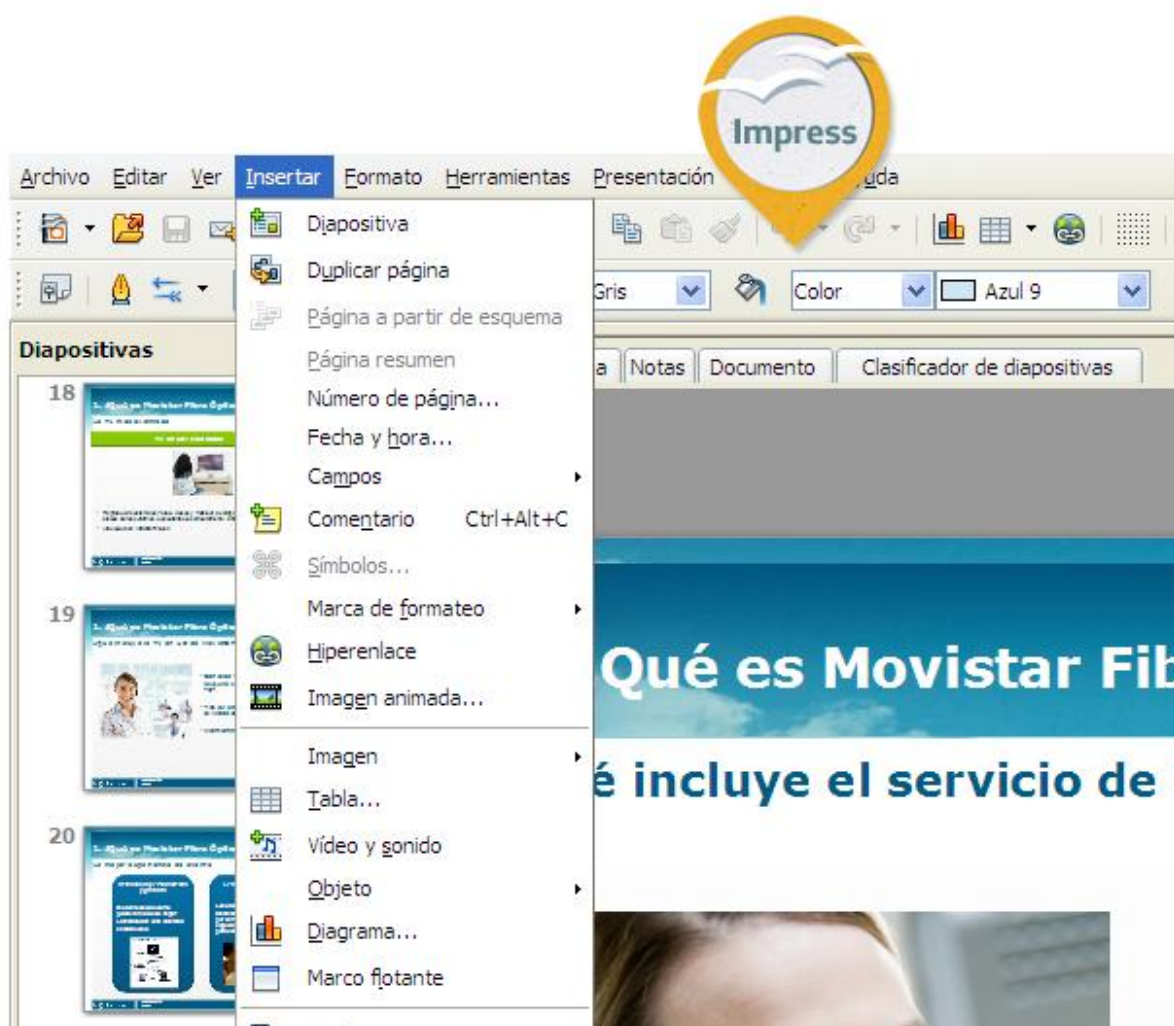 Impress
Archivo Editar Ver Insertar Formato Herramientas Presentación
Diapositiva
Duplicar página
Gris Color Azul 9
Página a partir de esquema
Diapositivas
Página resumen
Notas Documento Clasificador de diapositivas
18
Número de página...
Fecha y hora...
Campos
Comentario Ctrl+Alt+C
Símbolos...
19
Marca de formateo
Hiperenlace
Qué es Movistar Fib
Imagen animada...
Imagen
é incluye el servicio de
Tabla...
20
Vídeo y sonido
Objeto
Diagrama...
Marco flotante